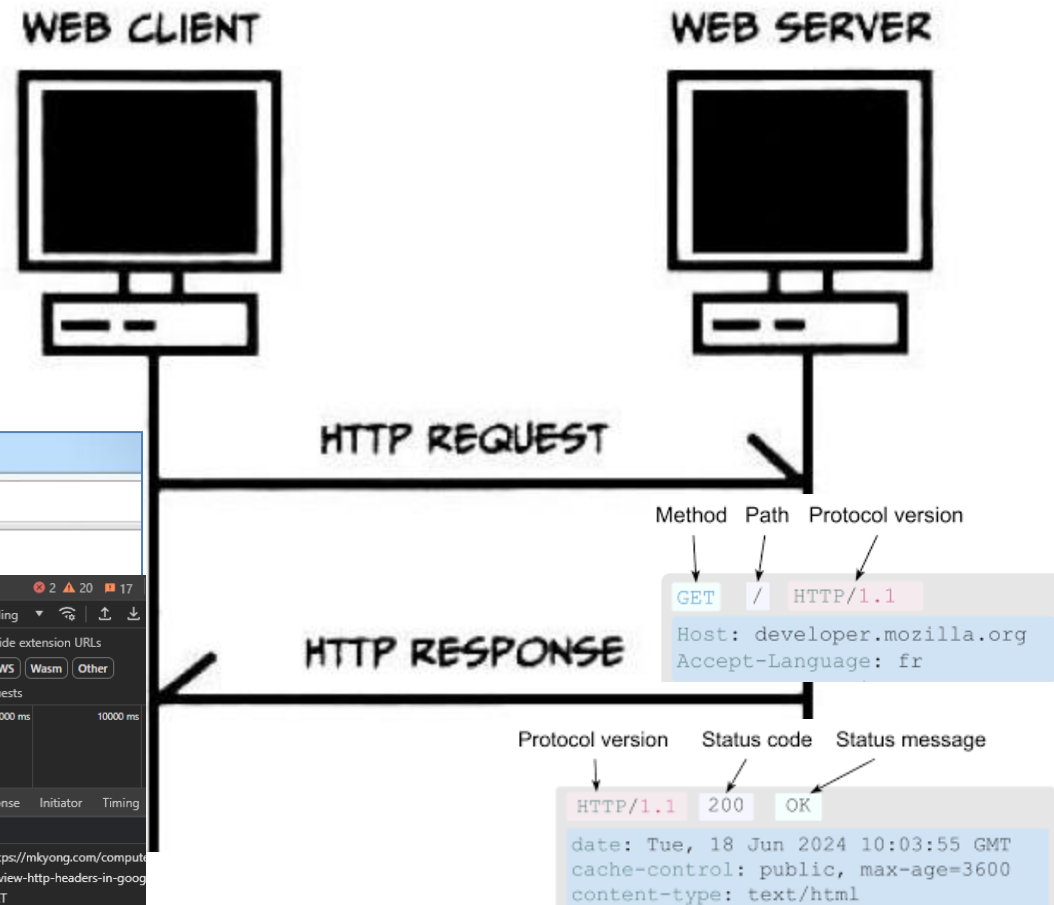 WEB CLIENT
WEB SERVER
HTTP REQUEST
Method Path Protocol version
GET / HTTP/1.1
Host: developer.mozilla.org
Accept-Language: fr
HTTP RESPONSE
Protocol version Status code Status message
HTTP/1.1 200 OK
date: Tue, 18 Jun 2024 10:03:55 GMT
cache-control: public, max-age=3600
content-type: text/html
2 20 17
extension URLs
Wasm Other
10000 ms
Initiator Timing